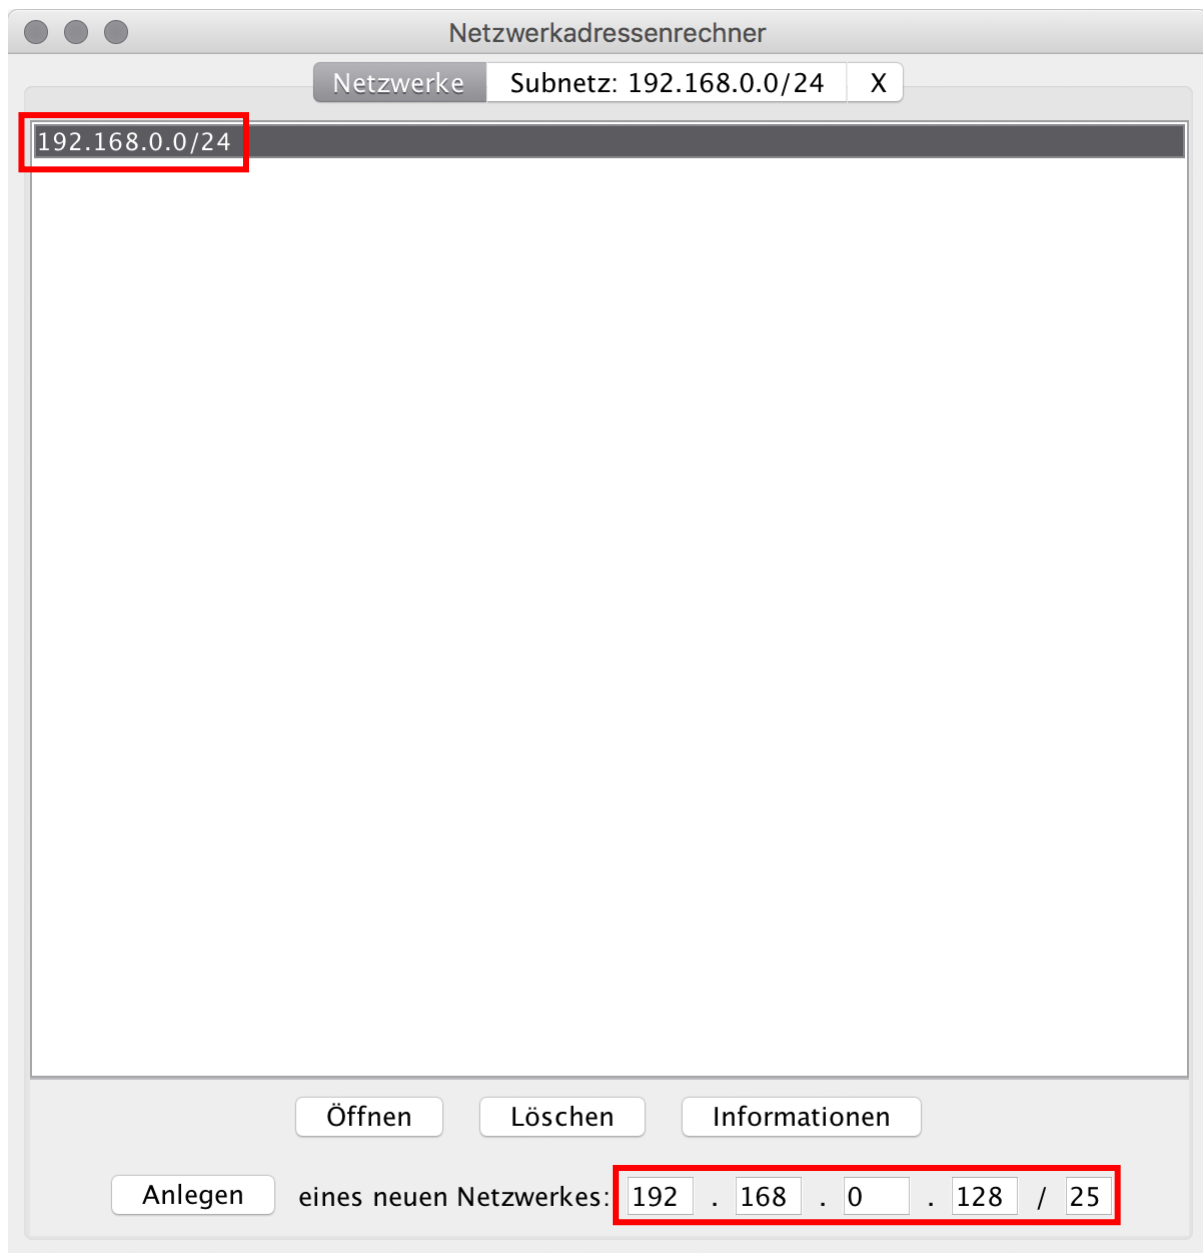 Netzwerkadressenrechner
Netzwerke Subnetz: 192.168.0.0/24 X
192.168.0.0/24
Öffnen Löschen Informationen
Anlegen eines neuen Netzwerkes: 192 . 168 . 0 . 128 / 25